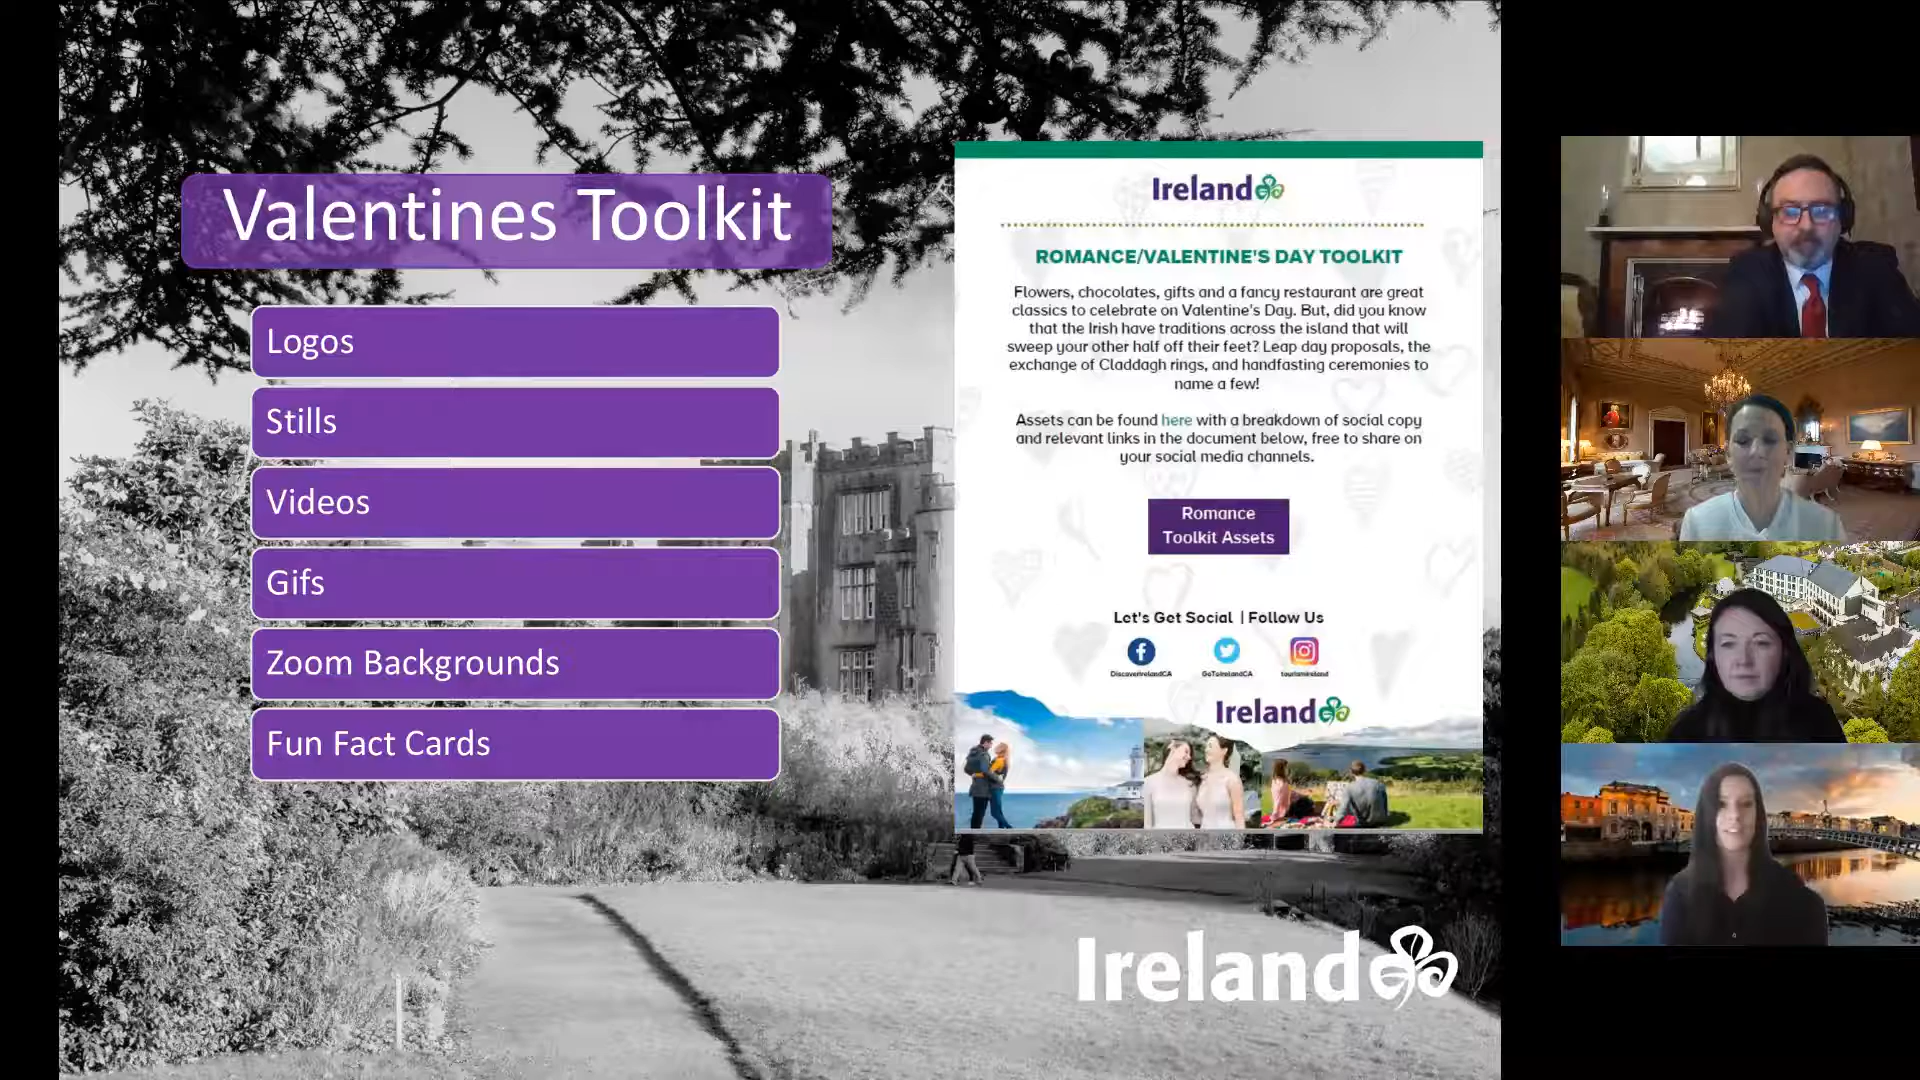 Valentines Toolkit
Logos
Stills
Videos
Gifs
Zoom Backgrounds
Fun Fact Cards
Ireland
ROMANCE/VALENTINE'S DAY TOOLKIT
Flowers, chocolates, gifts and a fancy restaurant are great
classics to celebrate on Valentine's Day. But, did you know
that the Irish have traditions across the island that will
sweep your other half off their feet? Leap day proposals, the
exchange of Claddagh rings, and handfasting ceremonies to
name a few!
Assets can be found here with a breakdown of social copy
and relevant links in the document below, free to share on
your social media channels.
Romance
Toolkit Assets
Let's Get Social | Follow Us
DiscoverIrelandCA GoToIrelandCA tourismireland
Ireland
Ireland